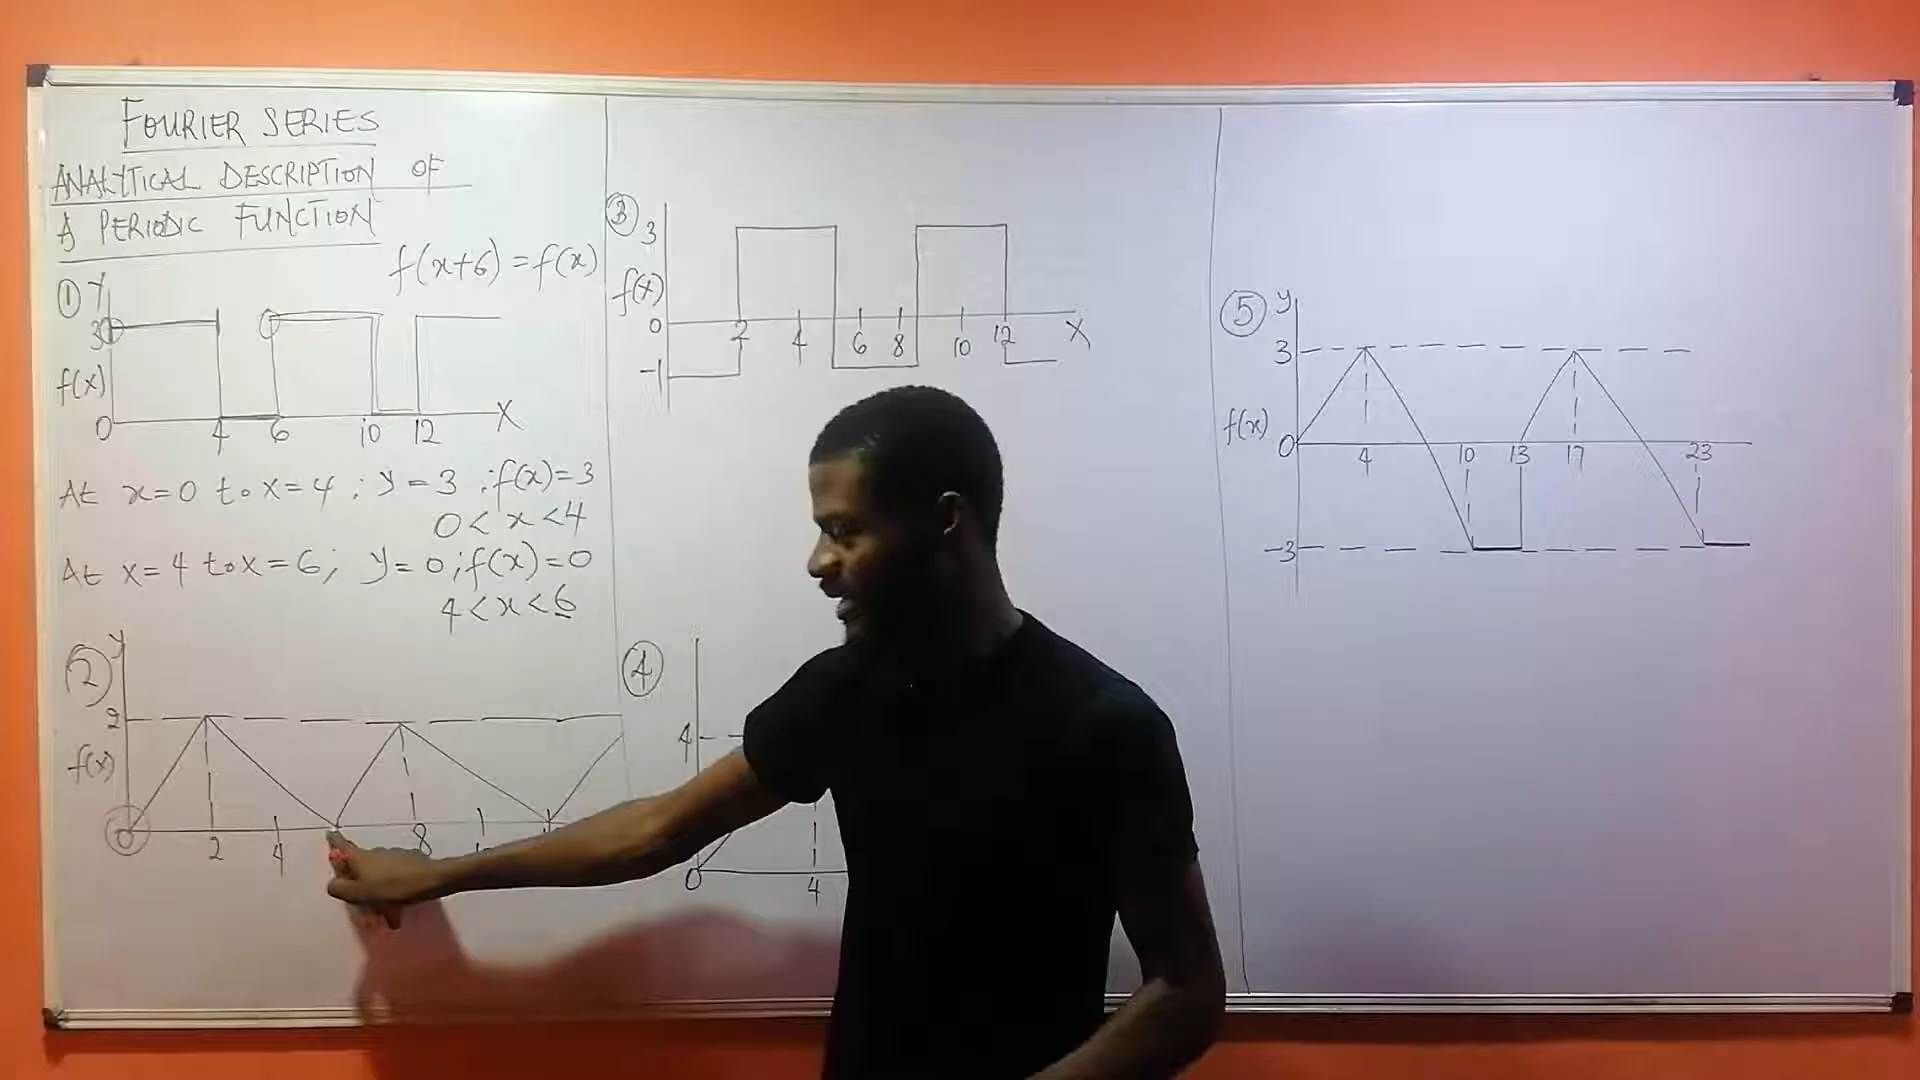 FOURIER SERIES
ANALYTICAL DESCRIPTION OF
A PERIODIC FUNCTION
f(x+6) = f(x)
① Y
3
f(x)
0 4 6 10 12 X
At x=0 to x=4 ; y=3 ; f(x)=3
0 < x < 4
At x=4 to x=6; y=0; f(x)=0
4 < x < 6
② y
2
f(x)
0 2 4 8
③
3
f(x)
0 2 4 6 8 10 12 X
-1
④
4
0 4
⑤ y
3
f(x)
0 4 10 13 17 23
-3